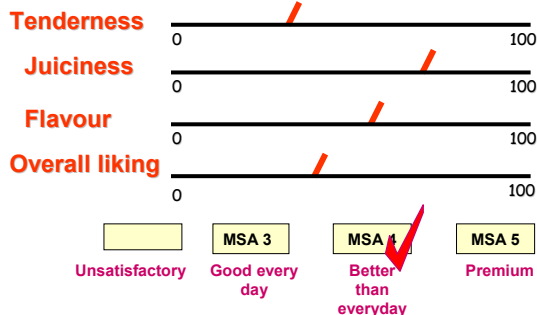 Tenderness
0 100
Juiciness
0 100
Flavour
0 100
Overall liking
0 100
MSA 3 MSA 4 MSA 5
Unsatisfactory Good every Better Premium
day than
everyday